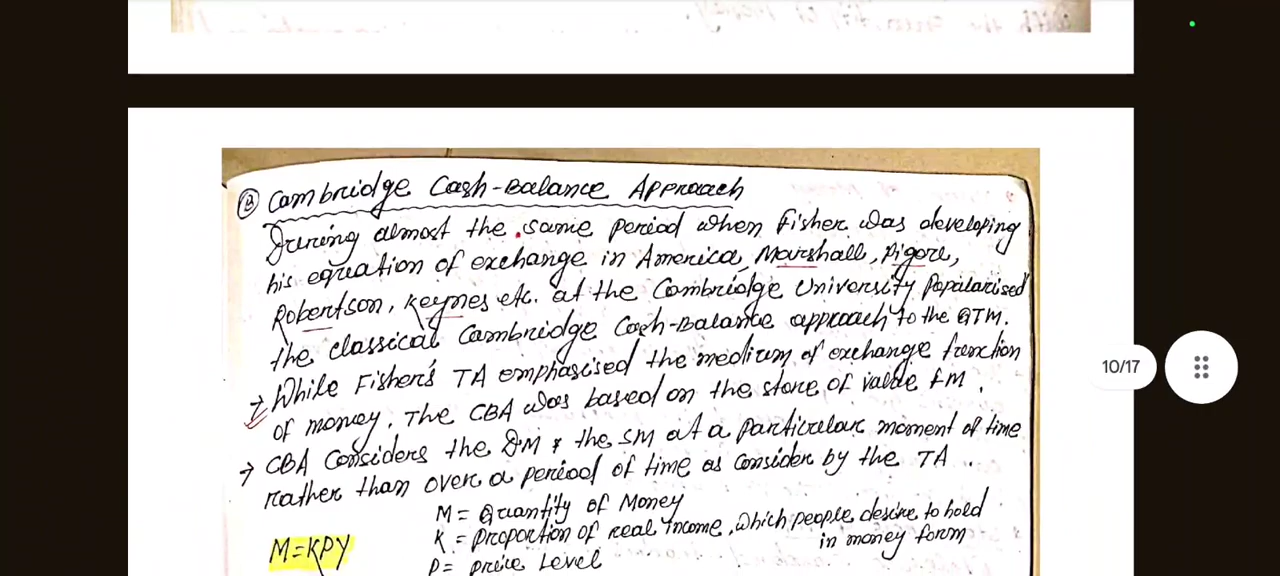 Ⓑ Cambridge Cash-Balance Approach
During almost the same period when Fisher was developing
his equation of exchange in America, Marshall, Pigore,
Robertson, Keynes etc. at the Cambridge University Popularised
the classical Cambridge Cash-Balance approach to the QTM.
→ While Fisher's TA emphasised the medium of exchange function
of money. The CBA was based on the store of value fM.
→ CBA Considers the DM & the SM at a particular moment of time
rather than over a period of time as consider by the TA.
M = Quantity of Money
K = Proportion of real income, which people desire to hold
in money form
M=KPY
P = Price Level
10/17